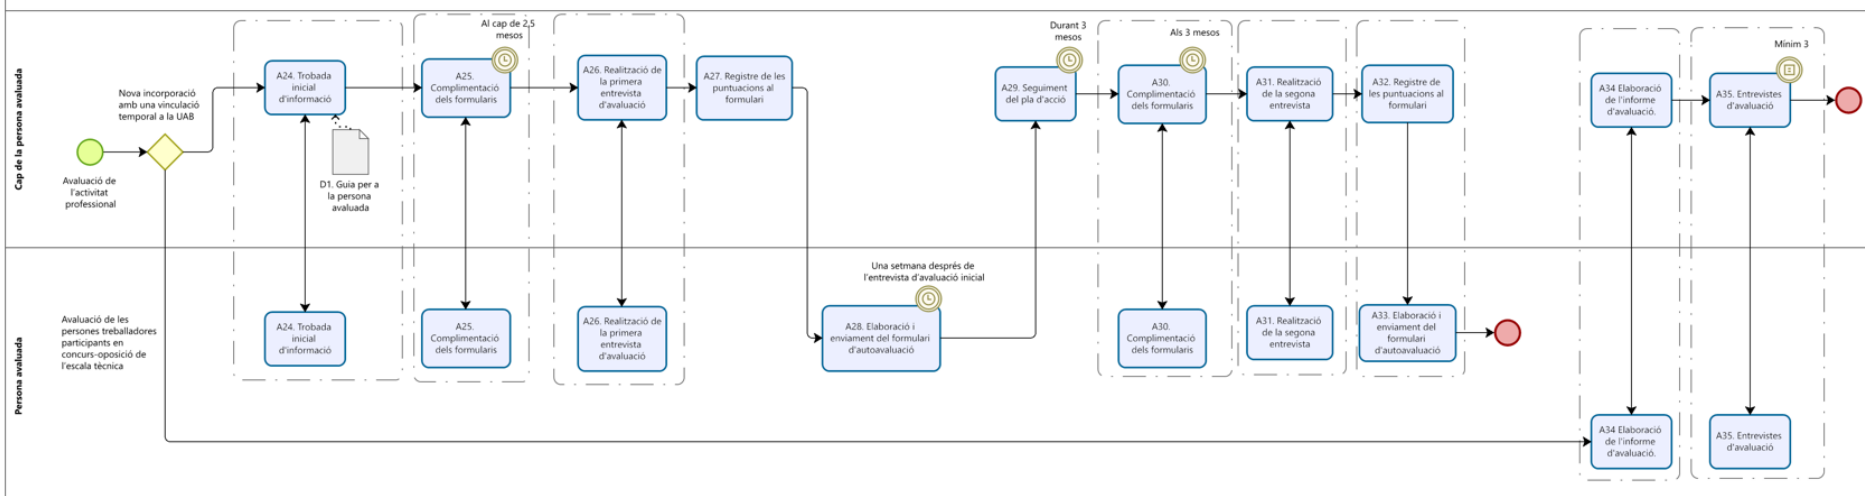 Cap de la persona avaluada
Avaluació de
l'activitat
professional
Nova incorporació
amb una vinculació
temporal a la UAB
A24. Trobada
inicial
d'informació
D1. Guia per a
la persona
avaluada
Al cap de 2,5
mesos
A25.
Complimentació
dels formularis
A26. Realització de
la primera
entrevista
d'avaluació
A27. Registre de les
puntuacions al
formulari
Durant 3
mesos
A29. Seguiment
del pla d'acció
Als 3 mesos
A30.
Complimentació
dels formularis
A31. Realització
de la segona
entrevista
A32. Registre de
les puntuacions al
formulari
A34 Elaboració
de l'informe
d'avaluació.
Mínim 3
A35. Entrevistes
d'avaluació
Persona avaluada
Avaluació de les
persones treballadores
participants en
concurs-oposició de
l'escala tècnica
A24. Trobada
inicial
d'informació
A25.
Complimentació
dels formularis
A26. Realització de
la primera
entrevista
d'avaluació
Una setmana després de
l'entrevista d'avaluació inicial
A28. Elaboració i
enviament del formulari
d'autoavaluació
A30.
Complimentació
dels formularis
A31. Realització
de la segona
entrevista
A33. Elaboració i
enviament del
formulari
d'autoavaluació
A34 Elaboració
de l'informe
d'avaluació.
A35. Entrevistes
d'avaluació